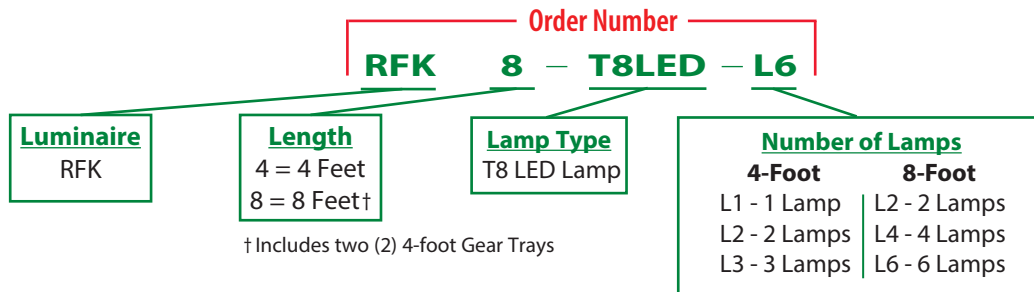 Order Number
RFK 8 – T8LED – L6
Luminaire
RFK
Length
4 = 4 Feet
8 = 8 Feet†
† Includes two (2) 4-foot Gear Trays
Lamp Type
T8 LED Lamp
Number of Lamps
4-Foot 8-Foot
L1 - 1 Lamp L2 - 2 Lamps
L2 - 2 Lamps L4 - 4 Lamps
L3 - 3 Lamps L6 - 6 Lamps